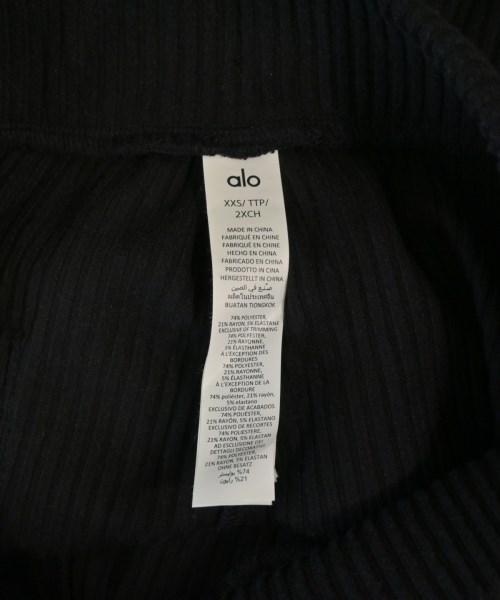 alo
XXS/ TTP/
2XCH
MADE IN CHINA
FABRIQUÉ EN CHINE
FABRIQUÉ EN CHINE
HECHO EN CHINA
FABRICADO EN CHINA
PRODOTTO IN CINA
HERGESTELLT IN CHINA
صنع في الصين
ผลิตในประเทศจีน
BUATAN TIONGKOK
74% POLYESTER,
21% RAYON, 5% ELASTANE
EXCLUSIVE OF TRIMMING
74% POLYESTER,
21% RAYONNE,
5% ÉLASTHANNE
À L'EXCEPTION DES
BORDURES
74% POLYESTER,
21% RAYONNE,
5% ÉLASTHANNE
À L'EXCEPTION DE LA
BORDURE
74% poliéster, 21% rayón,
5% elastano
EXCLUSIVO DE ACABADOS
74% POLIÉSTER,
21% RAYON, 5% ELASTANO
EXCLUSIVO DE RECORTES
74% POLIESTERE,
21% RAYON, 5% ELASTAN
AD ESCLUSIONE DEI
DETTAGLI DECORATIVI
74% POLYESTER,
21% RAYON, 5% ELASTAN
OHNE BESATZ
74% بوليستر
21% رايون